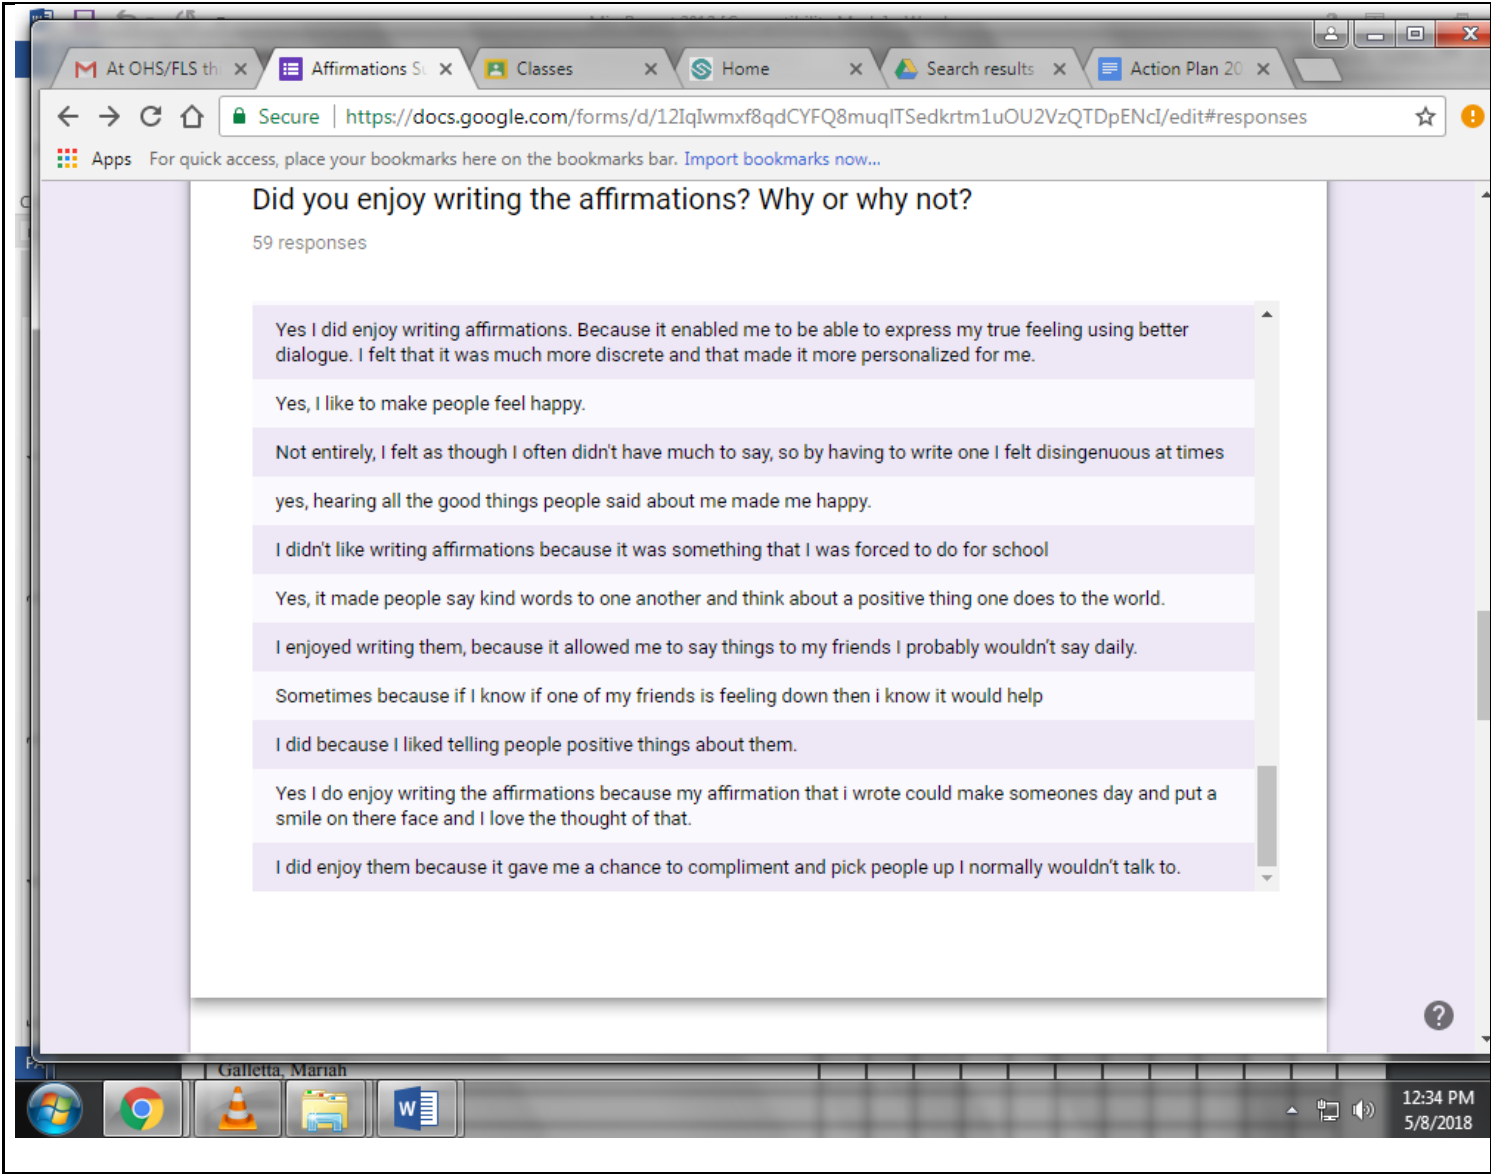 At OHS/FLS th
Affirmations Su
Classes
Home
Search results
Action Plan 20
Secure https://docs.google.com/forms/d/12IqIwmxf8qdCYFQ8muqlTSedkrtm1uOU2VzQTDpENcI/edit#responses
Apps For quick access, place your bookmarks here on the bookmarks bar. Import bookmarks now...
Did you enjoy writing the affirmations? Why or why not?
59 responses
Yes I did enjoy writing affirmations. Because it enabled me to be able to express my true feeling using better
dialogue. I felt that it was much more discrete and that made it more personalized for me.
Yes, I like to make people feel happy.
Not entirely, I felt as though I often didn't have much to say, so by having to write one I felt disingenuous at times
yes, hearing all the good things people said about me made me happy.
I didn't like writing affirmations because it was something that I was forced to do for school
Yes, it made people say kind words to one another and think about a positive thing one does to the world.
I enjoyed writing them, because it allowed me to say things to my friends I probably wouldn't say daily.
Sometimes because if I know if one of my friends is feeling down then i know it would help
I did because I liked telling people positive things about them.
Yes I do enjoy writing the affirmations because my affirmation that i wrote could make someones day and put a
smile on there face and I love the thought of that.
I did enjoy them because it gave me a chance to compliment and pick people up I normally wouldn't talk to.
Galletta, Mariah
12:34 PM
5/8/2018